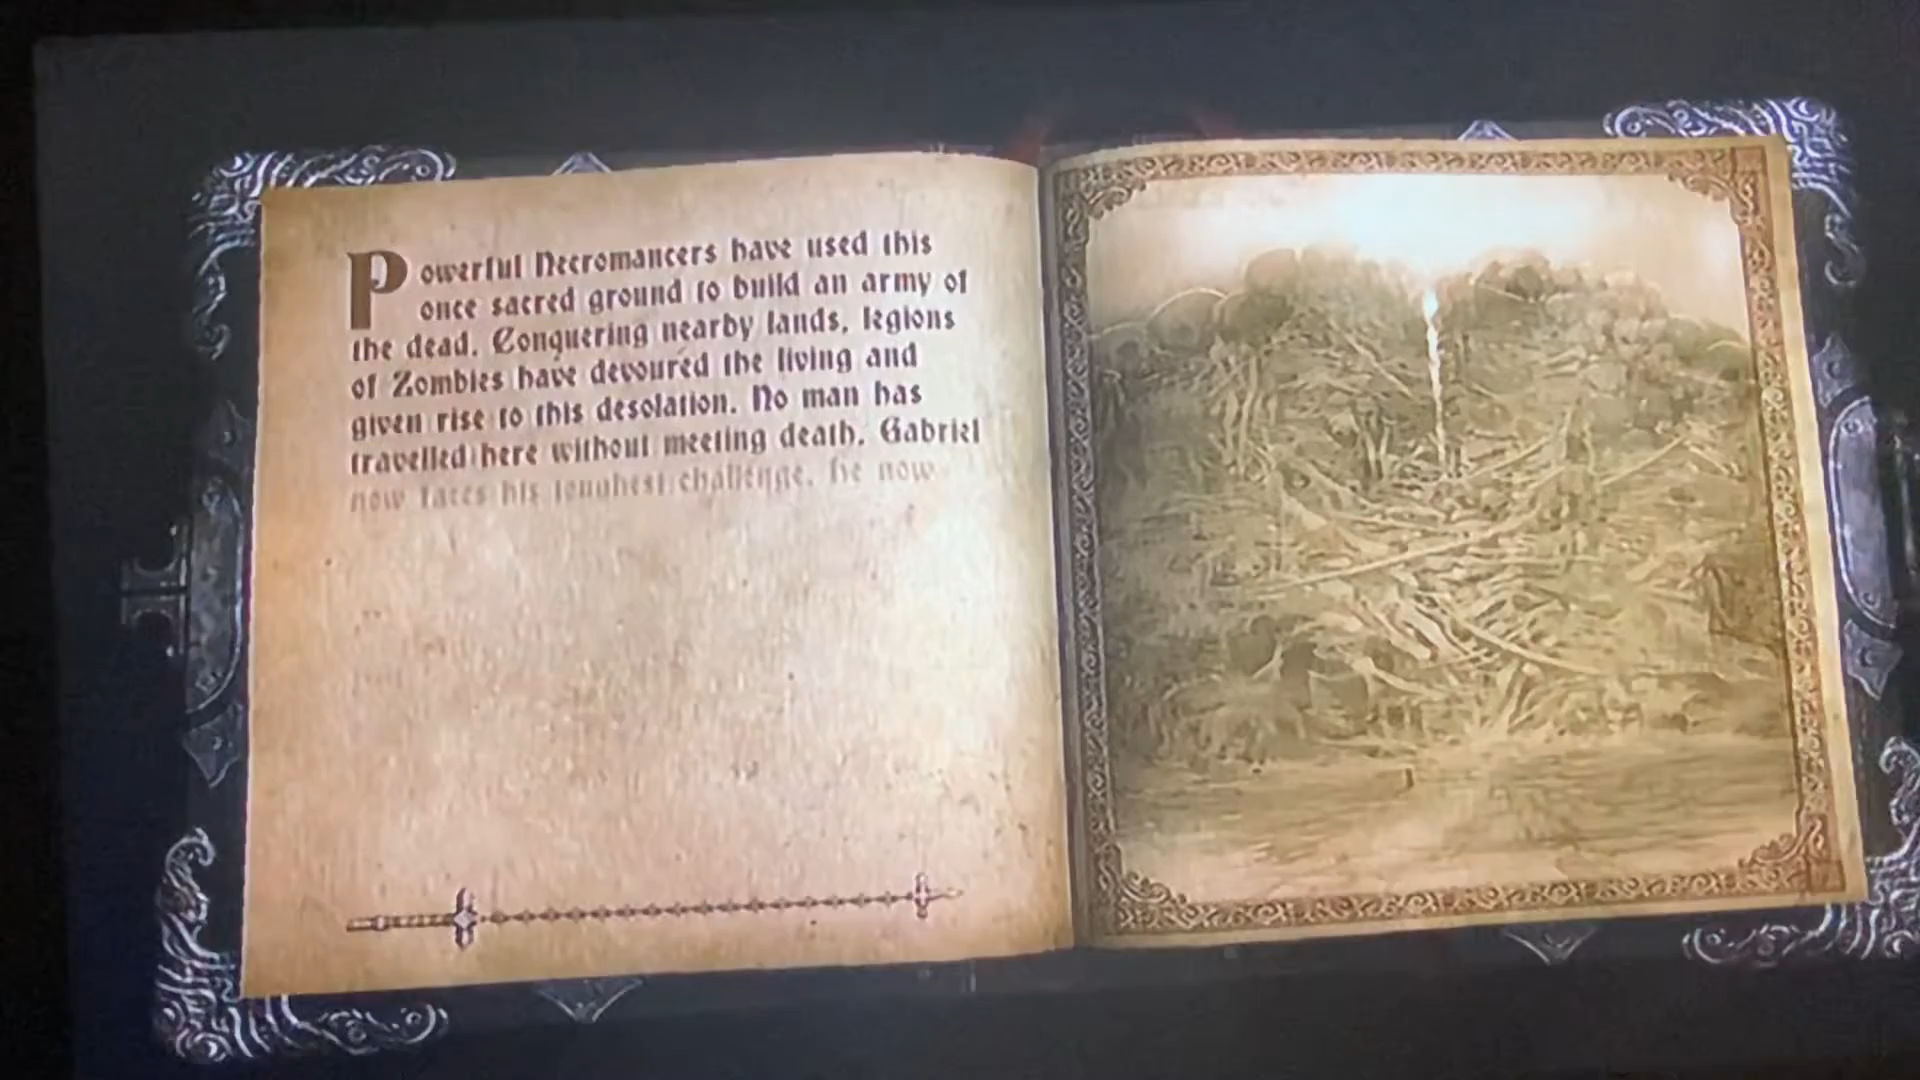 Powerful Necromancers have used this
once sacred ground to build an army of
the dead. Conquering nearby lands, legions
of Zombies have devoured the living and
given rise to this desolation. No man has
travelled here without meeting death. Gabriel
now faces his toughest challenge. He now